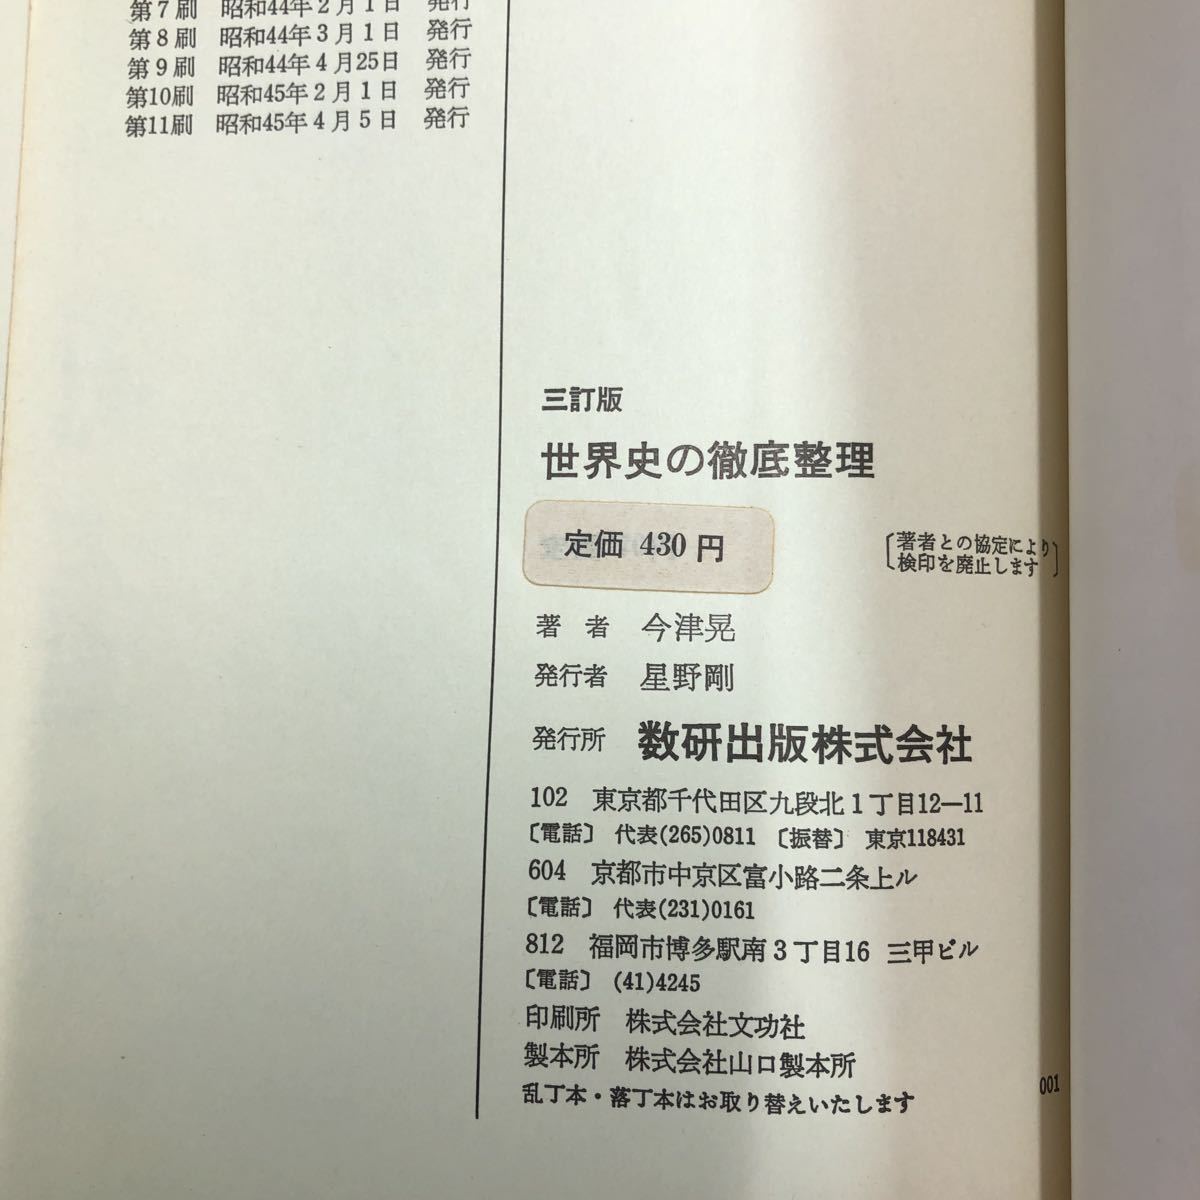 第7刷 昭和44年2月1日 発行
第8刷 昭和44年3月1日 発行
第9刷 昭和44年4月25日 発行
第10刷 昭和45年2月1日 発行
第11刷 昭和45年4月5日 発行
三訂版
世界史の徹底整理
定価 430円
〔著者との協定により
検印を廃止します〕
著者 今津晃
発行者 星野剛
発行所 数研出版株式会社
102 東京都千代田区九段北1丁目12—11
〔電話〕 代表(265)0811 〔振替〕 東京118431
604 京都市中京区富小路二条上ル
〔電話〕 代表(231)0161
812 福岡市博多駅南3丁目16 三甲ビル
〔電話〕 (41)4245
印刷所 株式会社文功社
製本所 株式会社山口製本所
乱丁本・落丁本はお取り替えいたします
001